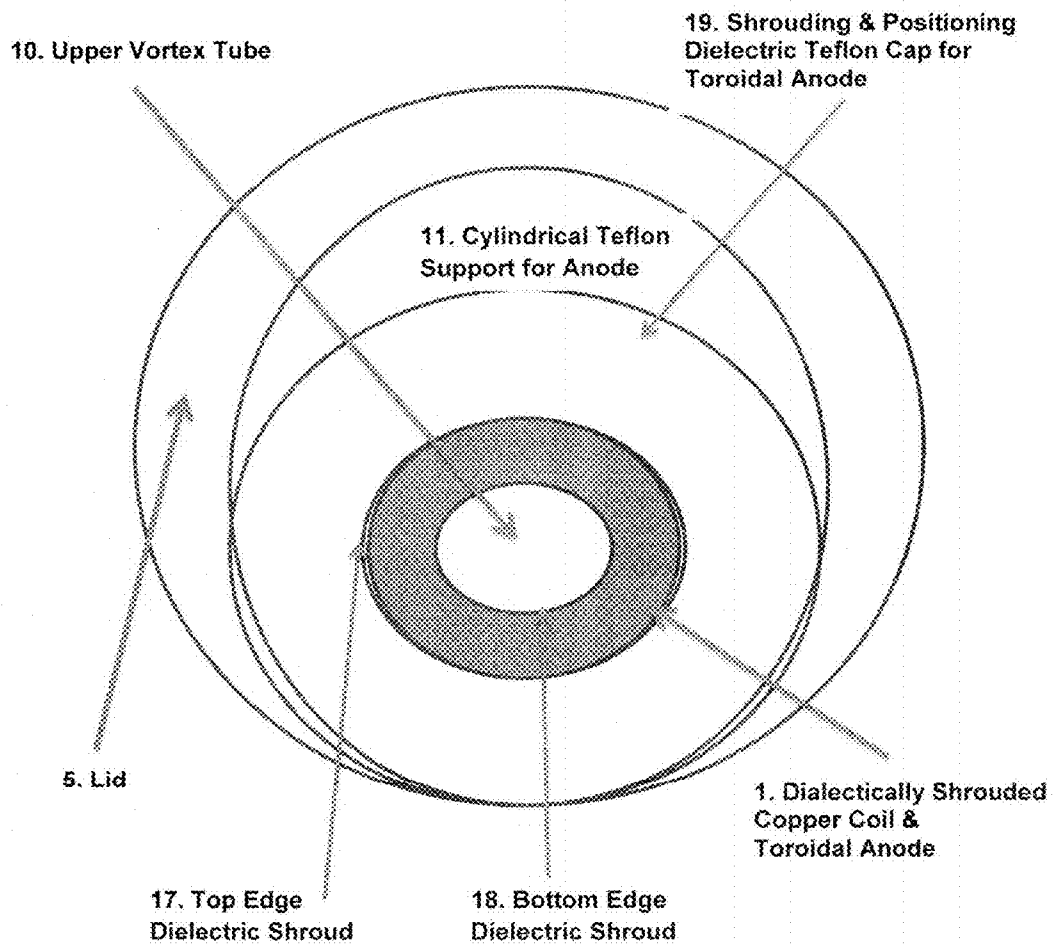 19. Shrouding & Positioning
Dielectric Teflon Cap for
Toroidal Anode
10. Upper Vortex Tube
11. Cylindrical Teflon
Support for Anode
5. Lid
1. Dialectically Shrouded
Copper Coil &
Toroidal Anode
17. Top Edge
Dielectric Shroud
18. Bottom Edge
Dielectric Shroud